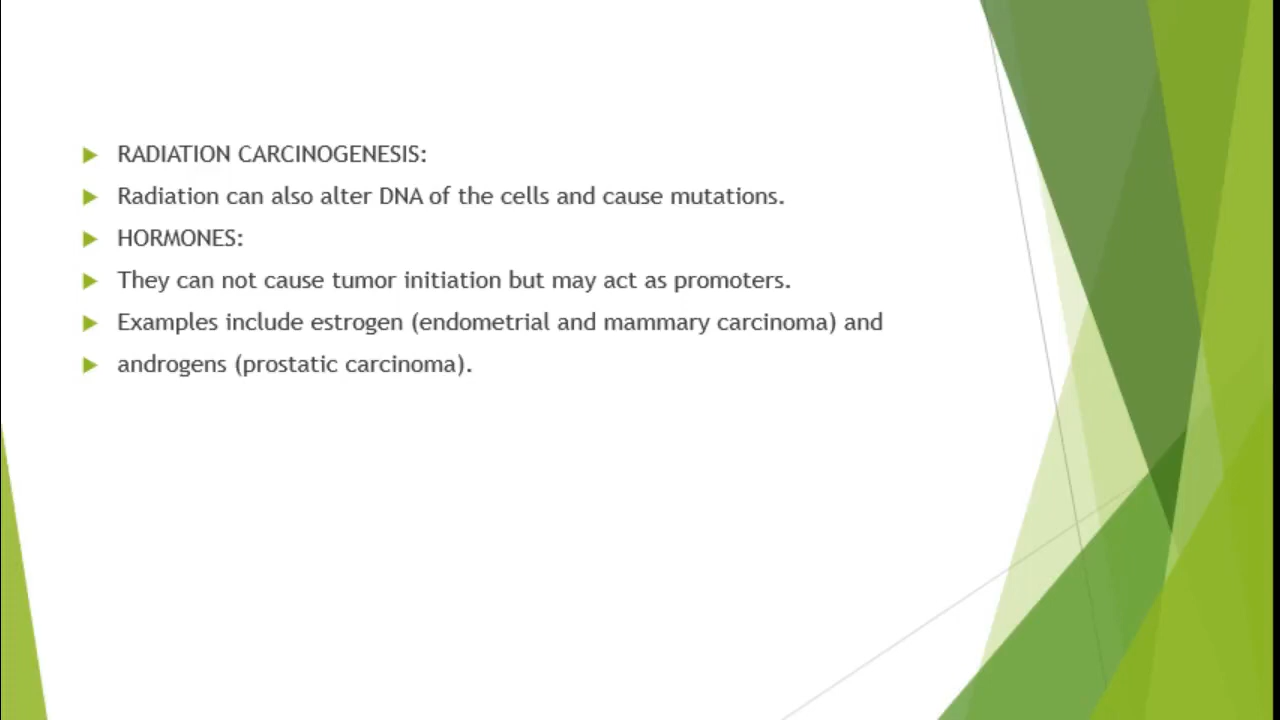 RADIATION CARCINOGENESIS:
Radiation can also alter DNA of the cells and cause mutations.
HORMONES:
They can not cause tumor initiation but may act as promoters.
Examples include estrogen (endometrial and mammary carcinoma) and
androgens (prostatic carcinoma).